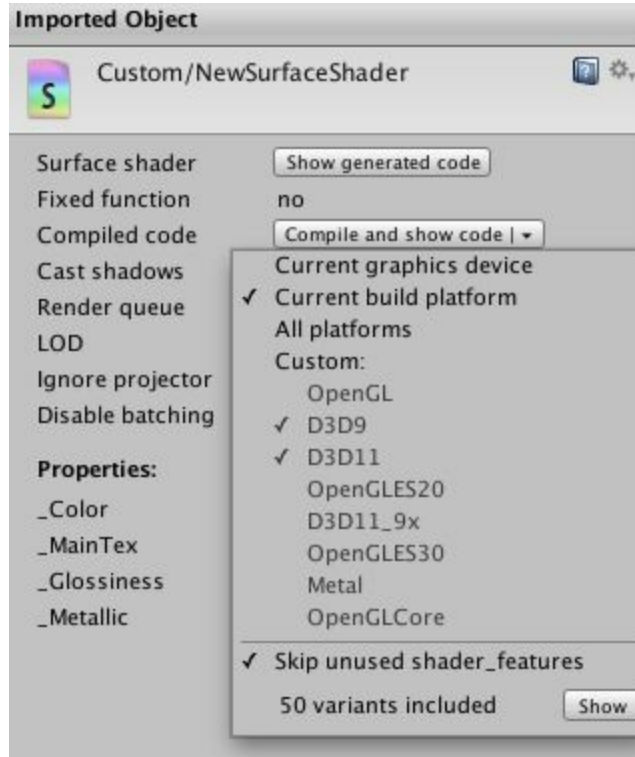 Imported Object
S
Custom/NewSurfaceShader
Surface shader Show generated code
Fixed function no
Compiled code Compile and show code | ▾
Cast shadows Current graphics device
Render queue ✓ Current build platform
LOD All platforms
Ignore projector Custom:
OpenGL
Disable batching ✓ D3D9
✓ D3D11
Properties:
OpenGLES20
_Color D3D11_9x
_MainTex OpenGLES30
_Glossiness Metal
_Metallic OpenGLCore
✓ Skip unused shader_features
50 variants included Show